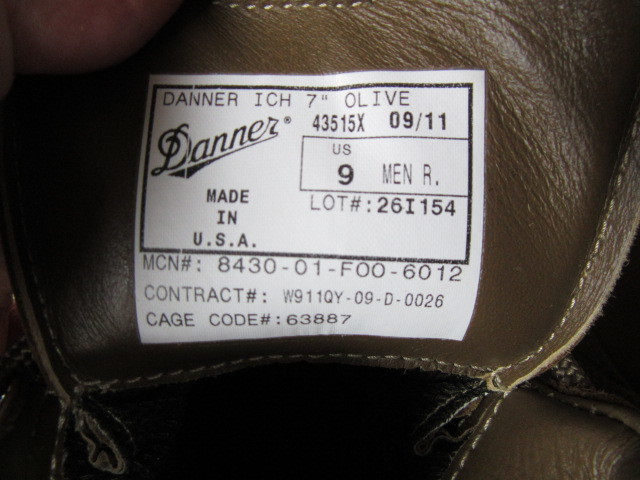 DANNER ICH 7" OLIVE
Danner® 43515X 09/11
US
9 MEN R.
MADE
IN
U.S.A.
LOT#:26I154
MCN#: 8430-01-F00-6012
CONTRACT#: W911QY-09-D-0026
CAGE CODE#:63887